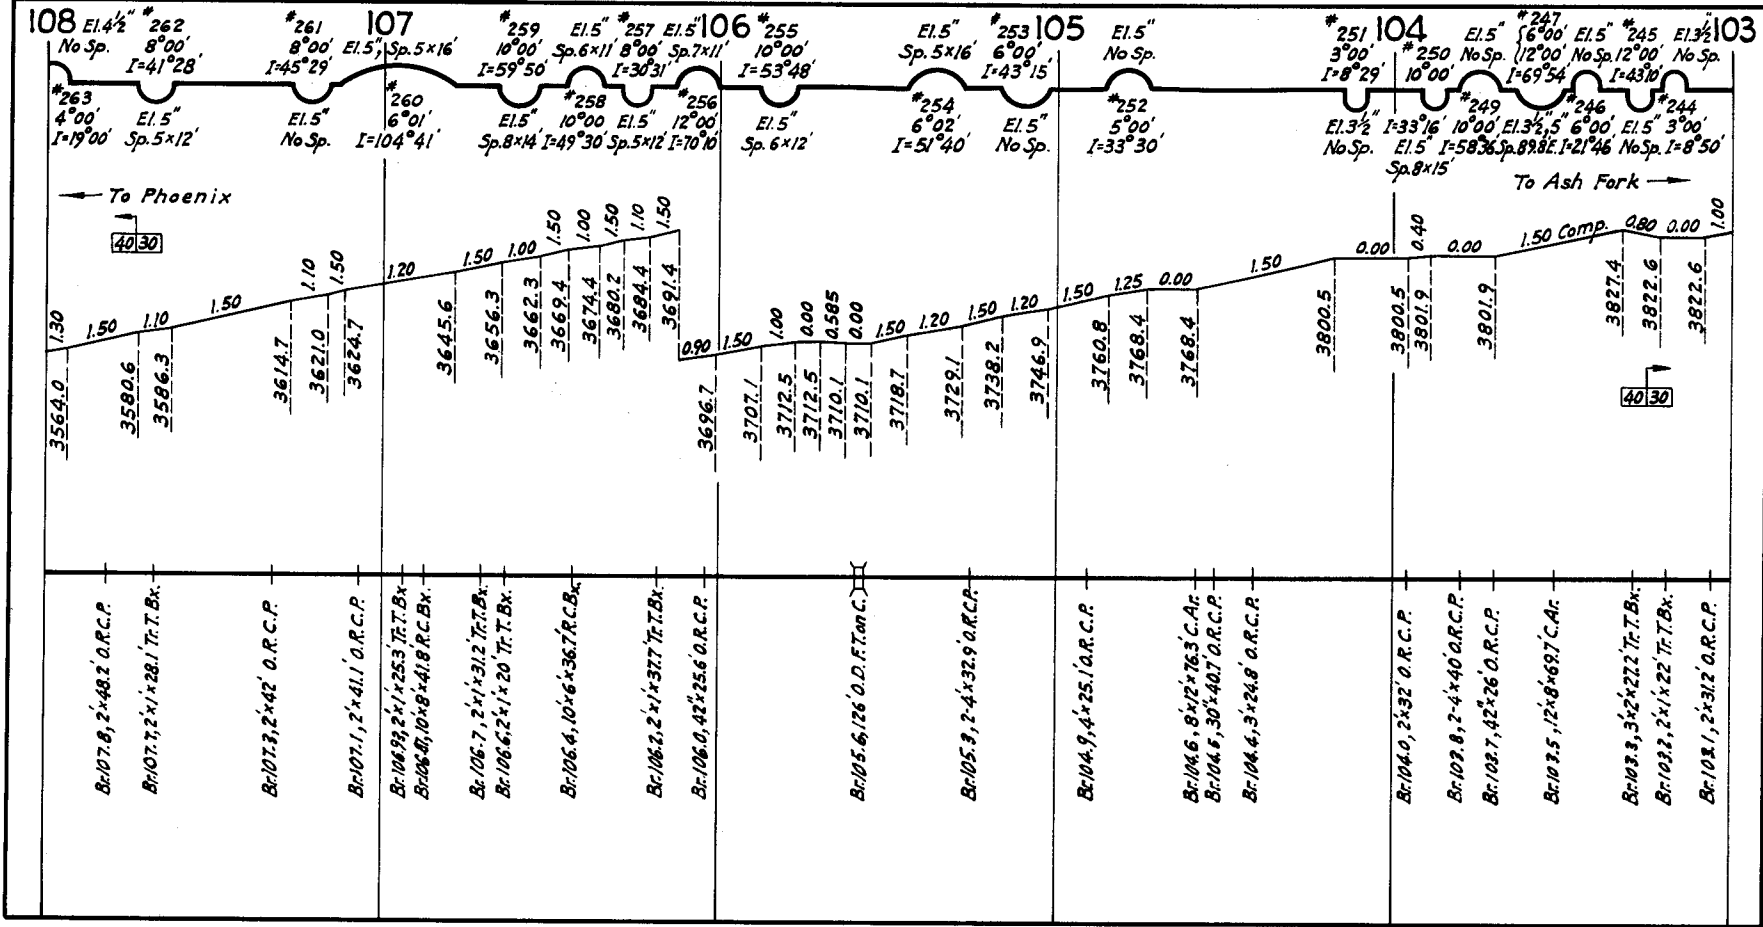 108
107
106
105
104
103
El.4½"
No Sp.
#262
8°00'
I=41°28'
#261
8°00'
I=45°29'
El.5", Sp.5×16'
#259
10°00'
I=59°50'
El.5"
Sp.6×11'
#257
8°00'
I=30°31'
El.5"
Sp.7×11'
#255
10°00'
I=53°48'
El.5"
Sp.5×16'
#253
6°00'
I=43°15'
El.5"
No Sp.
#251
3°00'
I=8°29'
#250
10°00'
El.5"
No Sp.
#247
6°00'
12°00'
I=69°54'
El.5"
No Sp.
#245
12°00'
I=43°10'
El.3½"
No Sp.
#263
4°00'
I=19°00'
El.5"
Sp.5×12'
El.5"
No Sp.
#260
6°01'
I=104°41'
El.5"
Sp.8×14'
#258
10°00
I=49°30'
El.5"
Sp.5×12'
#256
12°00'
I=70°10'
El.5"
Sp.6×12'
#254
6°02'
I=51°40'
El.5"
No Sp.
#252
5°00'
I=33°30'
El.3½"
No Sp.
I=33°16'
El.5"
Sp.8×15'
#249
10°00'
I=58°36'
El.3½,5"
Sp.89.8'E.
#246
6°00'
I=21°46'
El.5"
No Sp.
#244
3°00'
I=8°50'
To Phoenix
To Ash Fork
40 30
1.30
1.50
1.10
1.50
1.10
1.50
1.20
1.50
1.00
1.50
1.00
1.50
1.10
1.50
0.90
1.50
1.00
0.00
0.585
0.00
1.50
1.20
1.50
1.20
1.50
1.25
0.00
1.50
0.00
0.40
0.00
1.50 Comp.
0.80
0.00
1.00
3564.0
3580.6
3586.3
3614.7
3621.0
3624.7
3645.6
3656.3
3662.3
3669.4
3674.4
3680.2
3684.4
3691.4
3696.7
3707.1
3712.5
3712.5
3710.1
3710.1
3718.7
3729.1
3738.2
3746.9
3760.8
3768.4
3768.4
3800.5
3800.5
3801.9
3801.9
3827.4
3822.6
3822.6
40 30
Br.107.8, 2'×48.2' O.R.C.P.
Br.107.7, 2'×1'×28.1' Tr.T.Bx.
Br.107.3, 2'×42' O.R.C.P.
Br.107.1, 2'×41.1' O.R.C.P.
Br.106.93, 2'×1'×25.3' Tr.T.Bx
10'×8'×41.8' R.C.Bx.
Br.106.7, 2'×1'×31.2' Tr.T.Bx.
Br.106.6, 2'×1'×20' Tr.T.Bx.
Br.106.4, 10'×6'×36.7' R.C.Bx.
Br.106.2, 2'×1'×37.7' Tr.T.Bx.
Br.106.0, 42"×25.6' O.R.C.P.
Br.105.6, 126' O.D.F.T. on C.
Br.105.3, 2-4'×32.9' O.R.C.P.
Br.104.9, 4'×25.1' O.R.C.P.
Br.104.6, 8'×12'×76.3' C.Ar.
Br.104.5, 30"×40.7' O.R.C.P.
Br.104.4, 3'×24.8' O.R.C.P.
Br.104.0, 2'×32' O.R.C.P.
Br.103.8, 2-4'×40' O.R.C.P.
Br.103.7, 42"×26' O.R.C.P.
Br.103.5, 12'×8'×69.7' C.Ar.
Br.103.3, 3'×2'×27.2' Tr.T.Bx.
Br.103.2, 2'×1'×22' Tr.T.Bx.
Br.103.1, 2'×31.2' O.R.C.P.